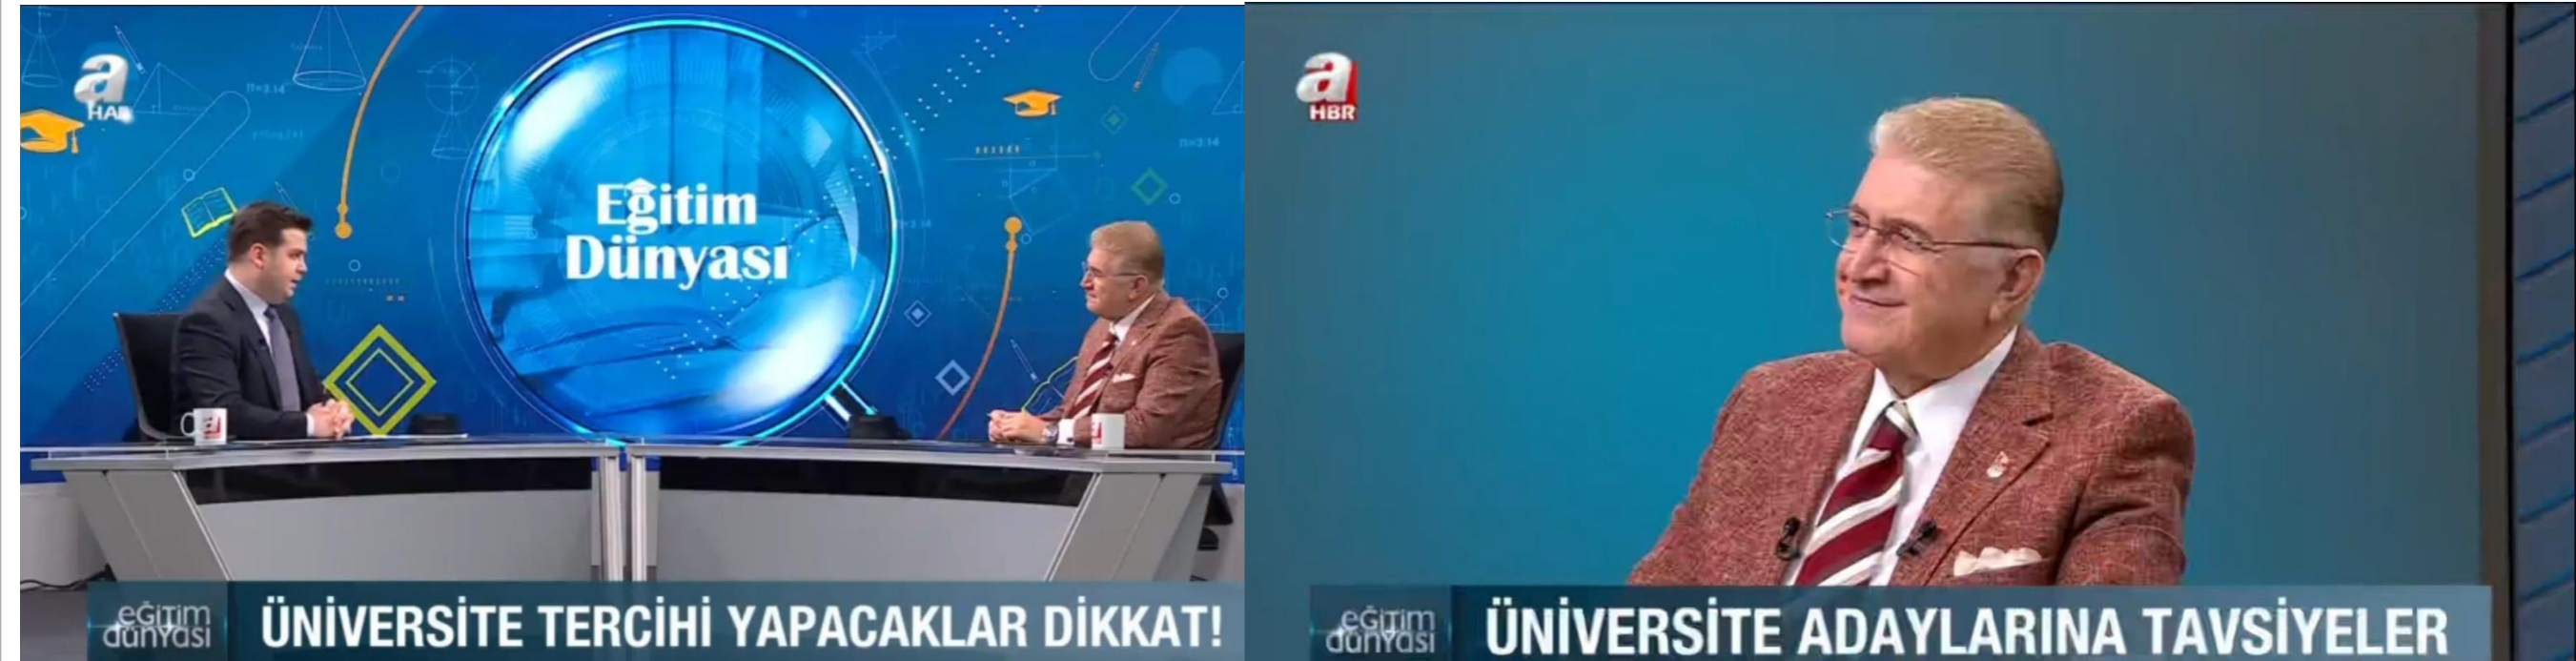 a
HAB
Eğitim
Dünyası
a
eğitim
dünyası
ÜNİVERSİTE TERCİHİ YAPACAKLAR DİKKAT!
a
HBR
eğitim
dünyası
ÜNİVERSİTE ADAYLARINA TAVSİYELER